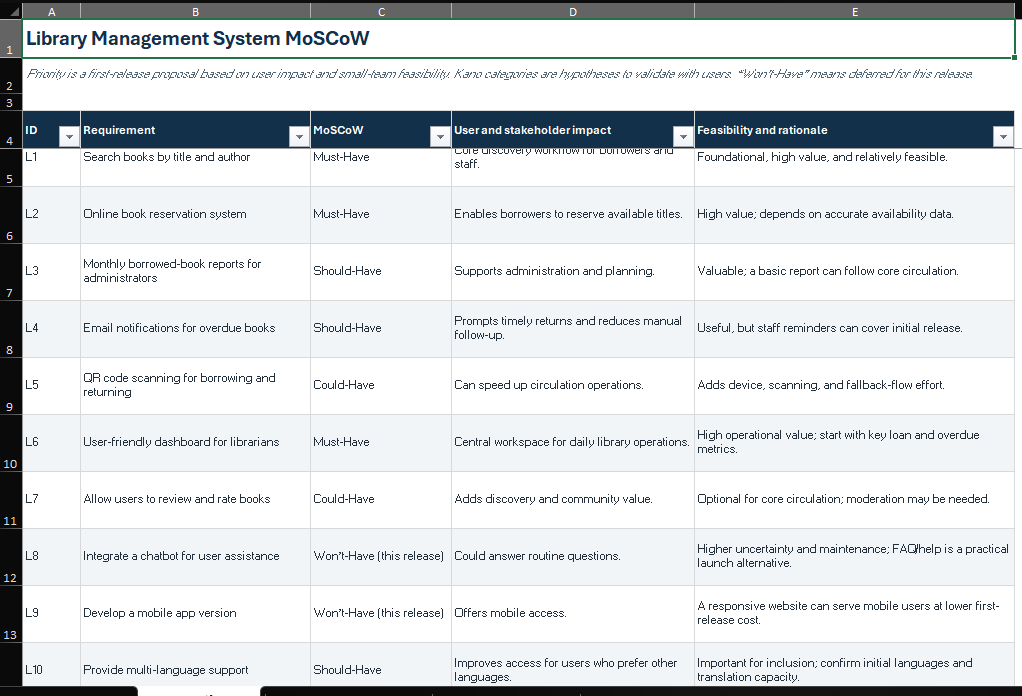 A B C D E
1 Library Management System MoSCoW
2 Priority is a first-release proposal based on user impact and small-team feasibility. Kano categories are hypotheses to validate with users. “Won’t-Have” means deferred for this release.
3
4 ID Requirement MoSCoW User and stakeholder impact Feasibility and rationale
5 L1 Search books by title and author Must-Have Core discovery workflow for borrowers and
staff. Foundational, high value, and relatively feasible.
6 L2 Online book reservation system Must-Have Enables borrowers to reserve available titles. High value; depends on accurate availability data.
7 L3 Monthly borrowed-book reports for
administrators Should-Have Supports administration and planning. Valuable; a basic report can follow core circulation.
8 L4 Email notifications for overdue books Should-Have Prompts timely returns and reduces manual
follow-up. Useful, but staff reminders can cover initial release.
9 L5 QR code scanning for borrowing and
returning Could-Have Can speed up circulation operations. Adds device, scanning, and fallback-flow effort.
10 L6 User-friendly dashboard for librarians Must-Have Central workspace for daily library operations. High operational value; start with key loan and overdue
metrics.
11 L7 Allow users to review and rate books Could-Have Adds discovery and community value. Optional for core circulation; moderation may be needed.
12 L8 Integrate a chatbot for user assistance Won’t-Have (this release) Could answer routine questions. Higher uncertainty and maintenance; FAQ/help is a practical
launch alternative.
13 L9 Develop a mobile app version Won’t-Have (this release) Offers mobile access. A responsive website can serve mobile users at lower first-
release cost.
L10 Provide multi-language support Should-Have Improves access for users who prefer other
languages. Important for inclusion; confirm initial languages and
translation capacity.